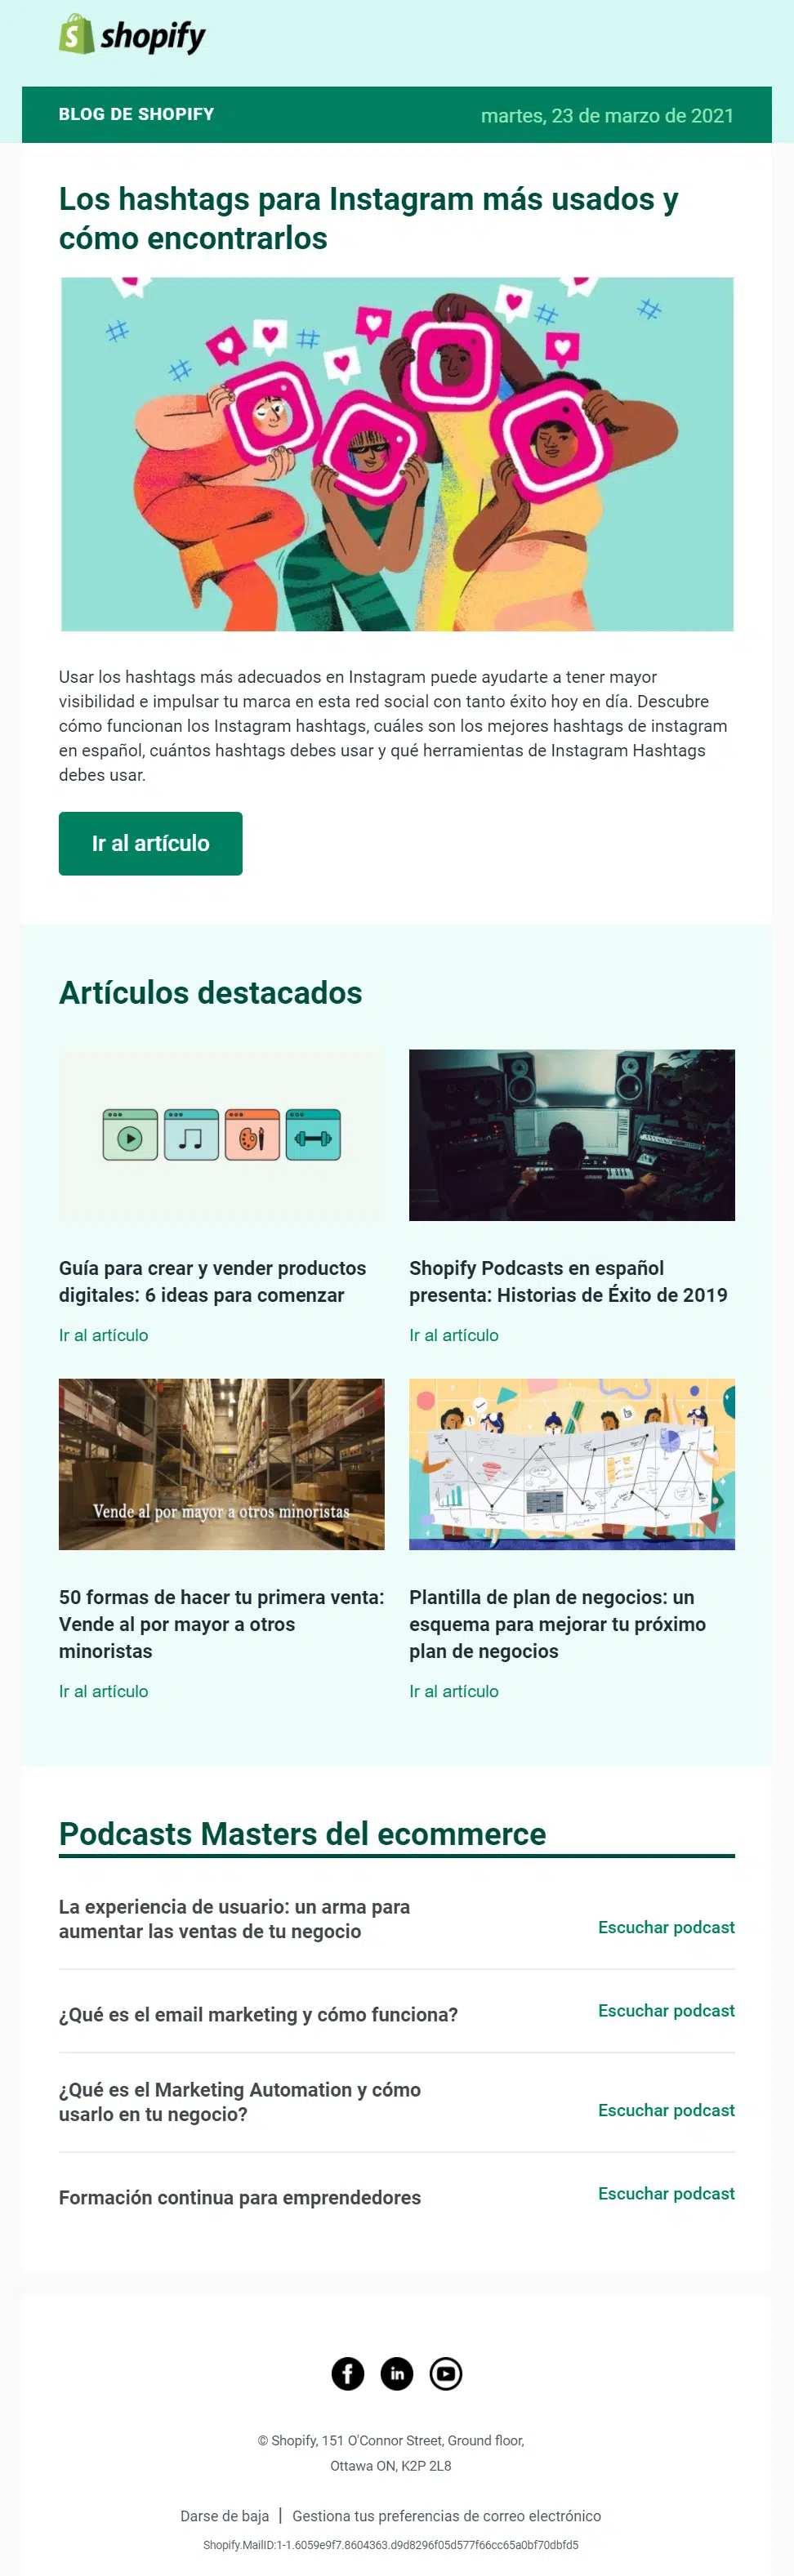 shopify
BLOG DE SHOPIFY
martes, 23 de marzo de 2021
Los hashtags para Instagram más usados y
cómo encontrarlos
Usar los hashtags más adecuados en Instagram puede ayudarte a tener mayor
visibilidad e impulsar tu marca en esta red social con tanto éxito hoy en día. Descubre
cómo funcionan los Instagram hashtags, cuáles son los mejores hashtags de instagram
en español, cuántos hashtags debes usar y qué herramientas de Instagram Hashtags
debes usar.
Ir al artículo
Artículos destacados
Guía para crear y vender productos
digitales: 6 ideas para comenzar
Ir al artículo
Shopify Podcasts en español
presenta: Historias de Éxito de 2019
Ir al artículo
Vende al por mayor a otros minoristas
50 formas de hacer tu primera venta:
Vende al por mayor a otros
minoristas
Ir al artículo
Plantilla de plan de negocios: un
esquema para mejorar tu próximo
plan de negocios
Ir al artículo
Podcasts Masters del ecommerce
La experiencia de usuario: un arma para
aumentar las ventas de tu negocio
Escuchar podcast
¿Qué es el email marketing y cómo funciona?
Escuchar podcast
¿Qué es el Marketing Automation y cómo
usarlo en tu negocio?
Escuchar podcast
Formación continua para emprendedores
Escuchar podcast
© Shopify, 151 O'Connor Street, Ground floor,
Ottawa ON, K2P 2L8
Darse de baja | Gestiona tus preferencias de correo electrónico
Shopify.MailID:1-1.6059e9f7.8604363.d9d8296f05d577f66cc65a0bf70dbfd5